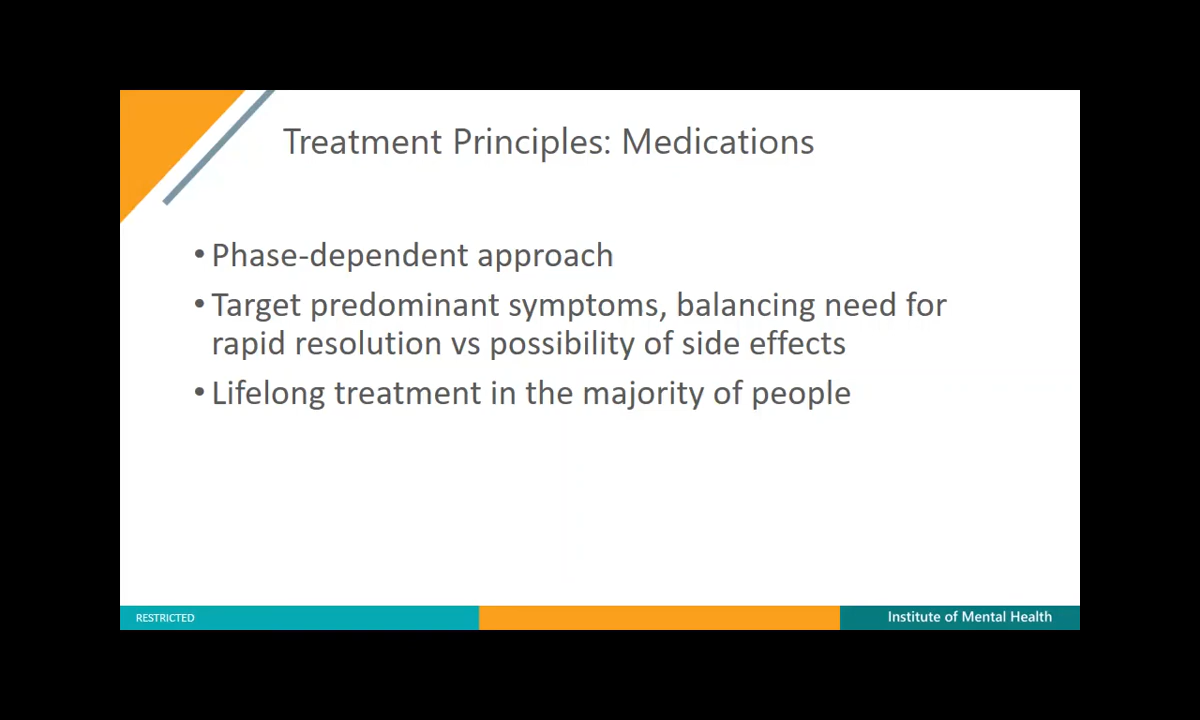 Treatment Principles: Medications
• Phase-dependent approach
• Target predominant symptoms, balancing need for
rapid resolution vs possibility of side effects
• Lifelong treatment in the majority of people
RESTRICTED
Institute of Mental Health